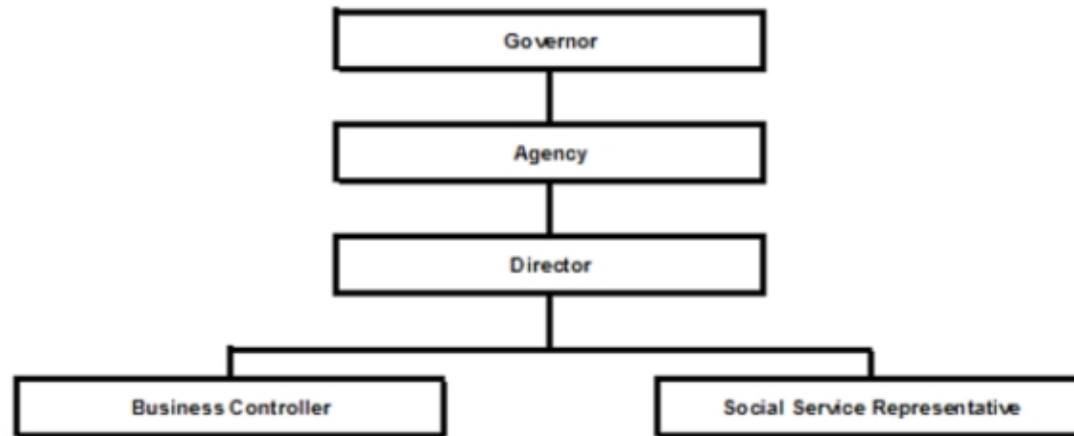 Governor
Agency
Director
Business Controller
Social Service Representative